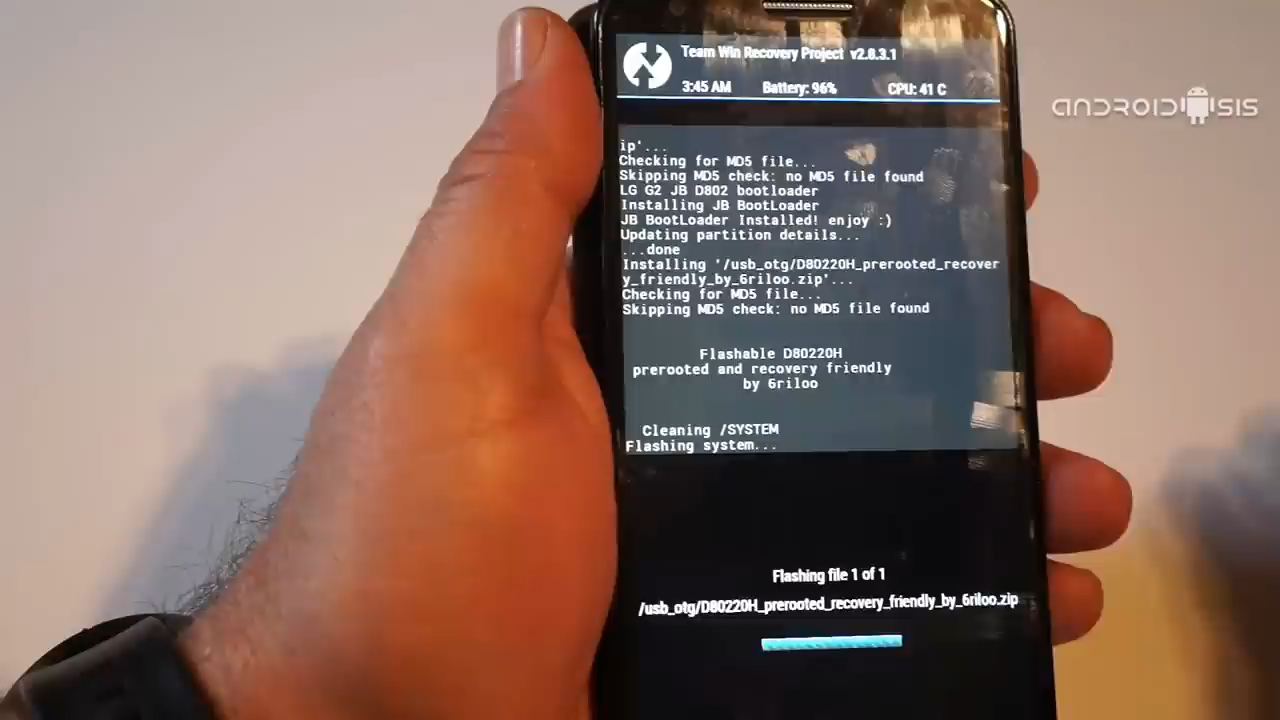 Team Win Recovery Project v2.8.3.1
3:45 AM Battery: 96% CPU: 41 C
ANDROIDSIS
ip'...
Checking for MD5 file...
Skipping MD5 check: no MD5 file found
LG G2 JB D802 bootloader
Installing JB BootLoader
JB BootLoader Installed! enjoy :)
Updating partition details...
...done
Installing '/usb_otg/D80220H_prerooted_recover
y_friendly_by_6riloo.zip'...
Checking for MD5 file...
Skipping MD5 check: no MD5 file found
Flashable D80220H
prerooted and recovery friendly
by 6riloo
Cleaning /SYSTEM
Flashing system...
Flashing file 1 of 1
/usb_otg/D80220H_prerooted_recovery_friendly_by_6riloo.zip